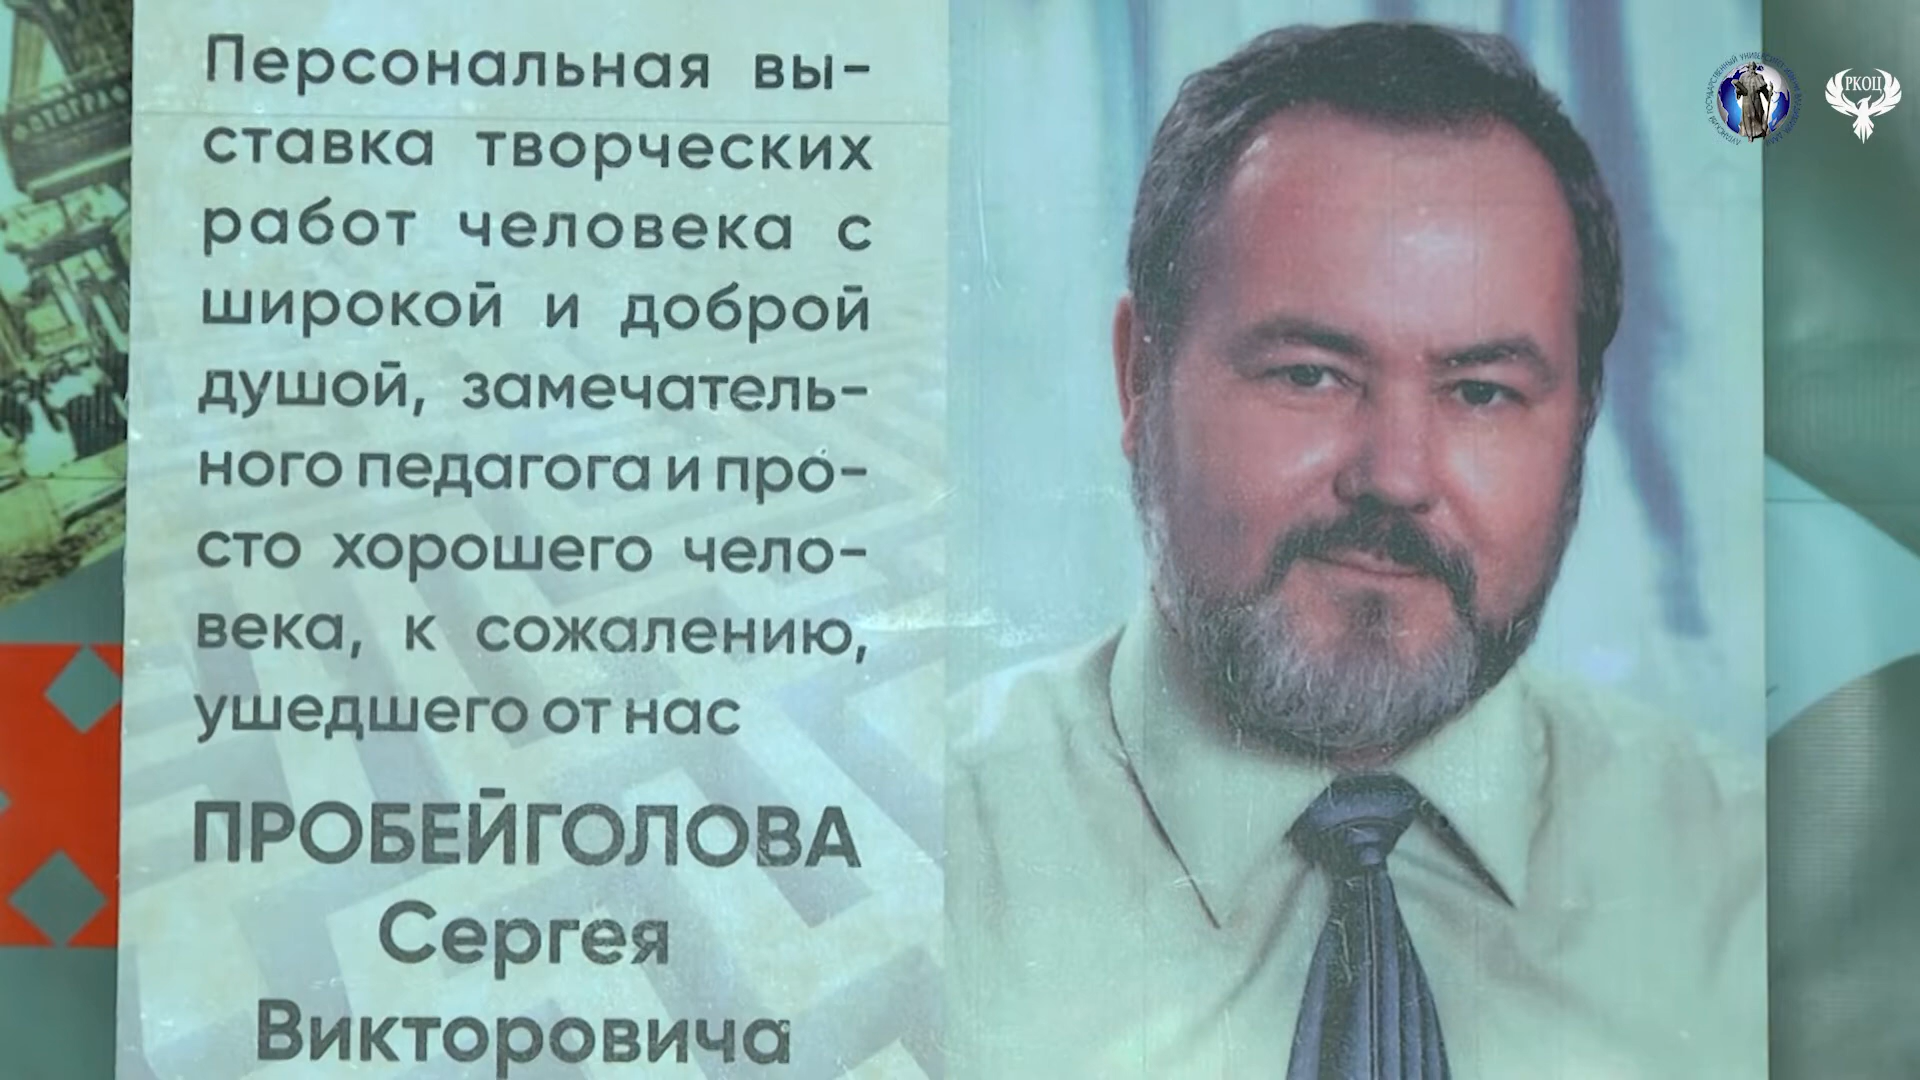 Персональная вы-
ставка творческих
работ человека с
широкой и доброй
душой, замечатель-
ного педагога и про-
сто хорошего чело-
века, к сожалению,
ушедшего от нас
ПРОБЕЙГОЛОВА
Сергея
Викторовича
РКОЦ